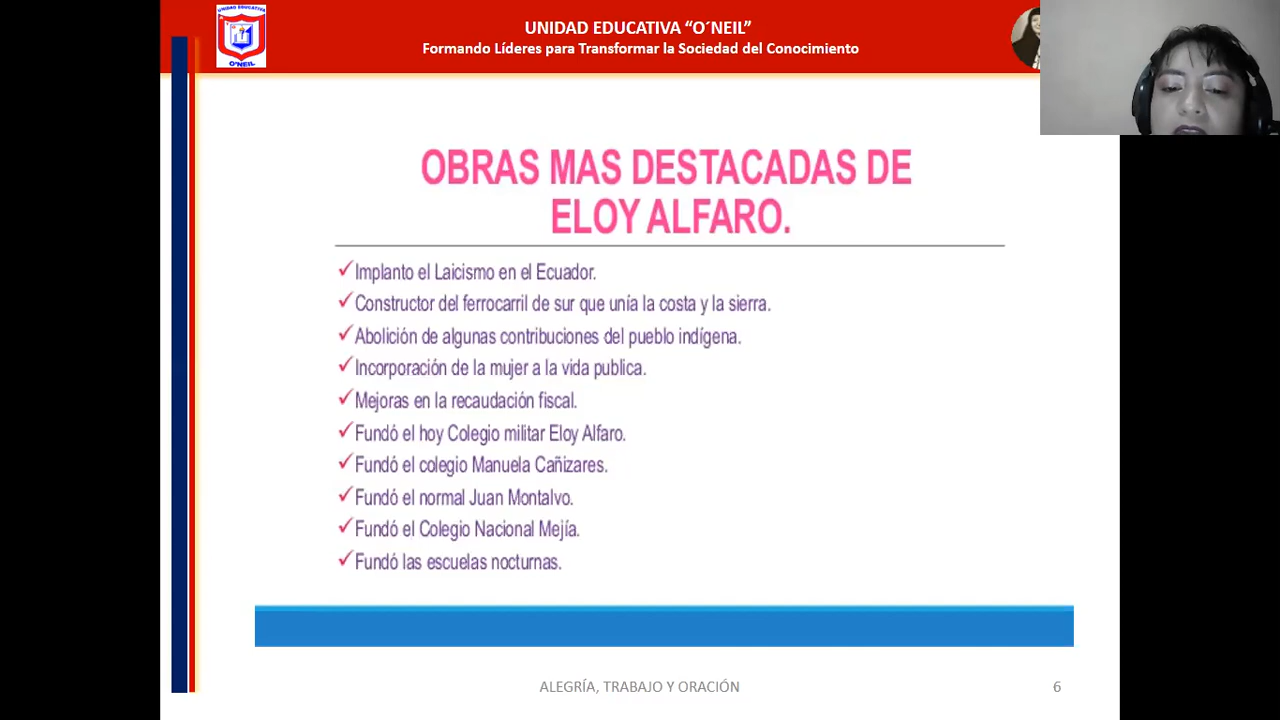 UNIDAD EDUCATIVA
O'NEIL
UNIDAD EDUCATIVA “O´NEIL”
Formando Líderes para Transformar la Sociedad del Conocimiento
OBRAS MAS DESTACADAS DE
ELOY ALFARO.
✓Implanto el Laicismo en el Ecuador.
✓Constructor del ferrocarril de sur que unía la costa y la sierra.
✓Abolición de algunas contribuciones del pueblo indígena.
✓Incorporación de la mujer a la vida publica.
✓Mejoras en la recaudación fiscal.
✓Fundó el hoy Colegio militar Eloy Alfaro.
✓Fundó el colegio Manuela Cañizares.
✓Fundó el normal Juan Montalvo.
✓Fundó el Colegio Nacional Mejía.
✓Fundó las escuelas nocturnas.
ALEGRÍA, TRABAJO Y ORACIÓN
6